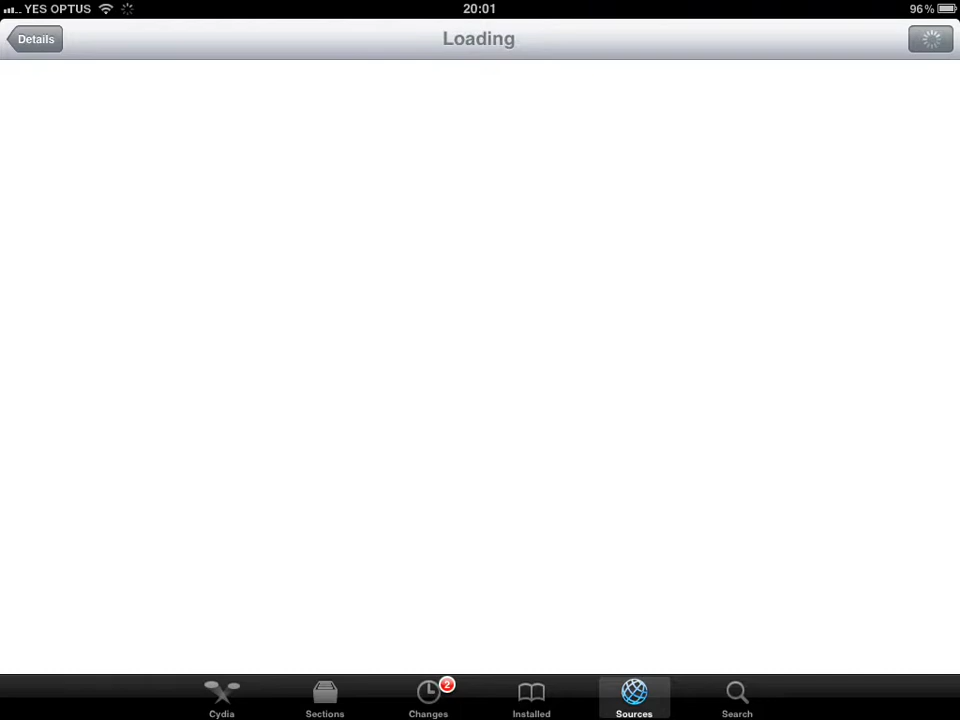 YES OPTUS
20:01
96%
Details
Loading
2
Cydia
Sections
Changes
Installed
Sources
Search